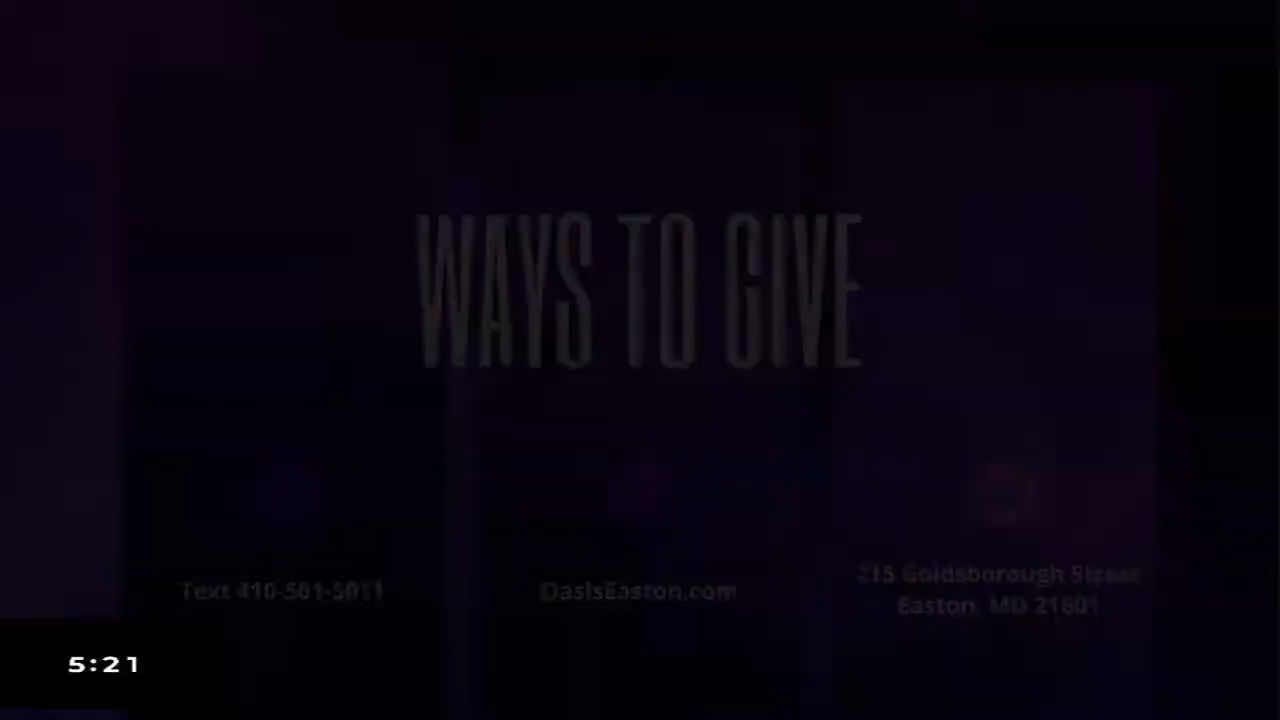 WAYS TO GIVE
Text 410-501-5011
OasisEaston.com
215 Goldsborough Street
Easton, MD 21601
5:21